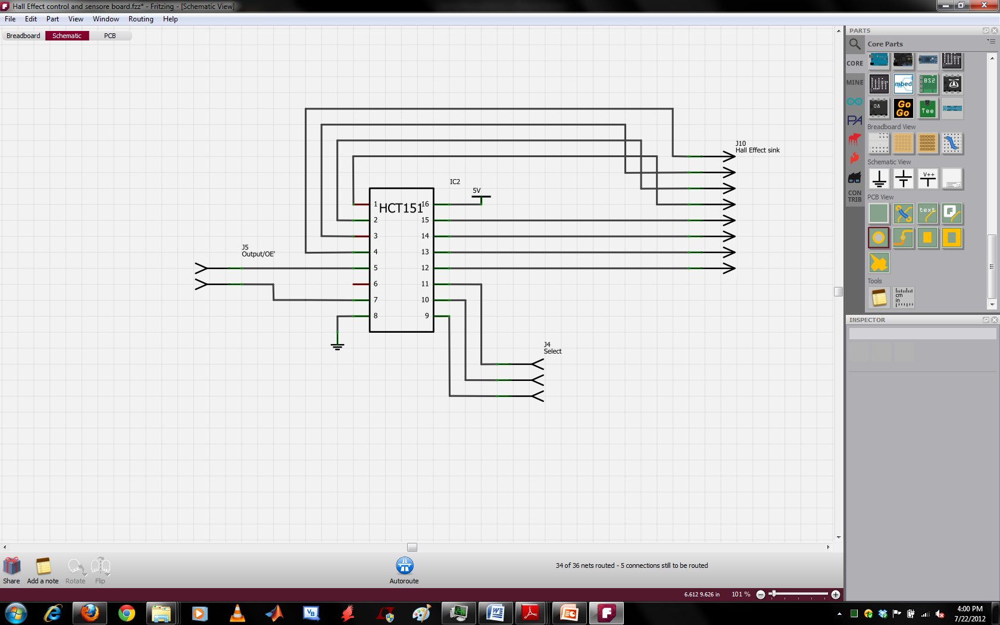 Hall Effect control and sensore board.fzz* - Fritzing - [Schematic View]
File Edit Part View Window Routing Help
Breadboard Schematic PCB
PARTS
Core Parts
CORE
MINE
CON
TRIB
mbed
BS2
Go
Go
Tee
Breadboard View
Schematic View
V++
PCB View
text
Tools
cm
in
INSPECTOR
J10
Hall Effect sink
IC2
5V
HCT151
1 16
2 15
3 14
4 13
5 12
6 11
7 10
8 9
J5
Output/OE'
J4
Select
Share
Add a note
Rotate
Flip
Autoroute
34 of 36 nets routed - 5 connections still to be routed
6.612 9.626 in 101 %
VB
4:00 PM
7/22/2012